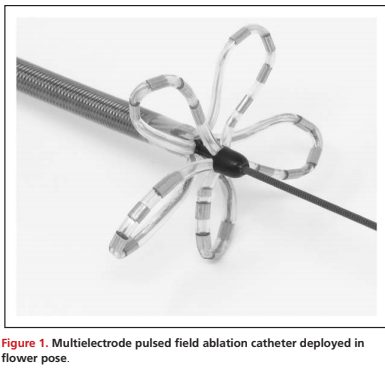 Figure 1. Multielectrode pulsed field ablation catheter deployed in
flower pose.